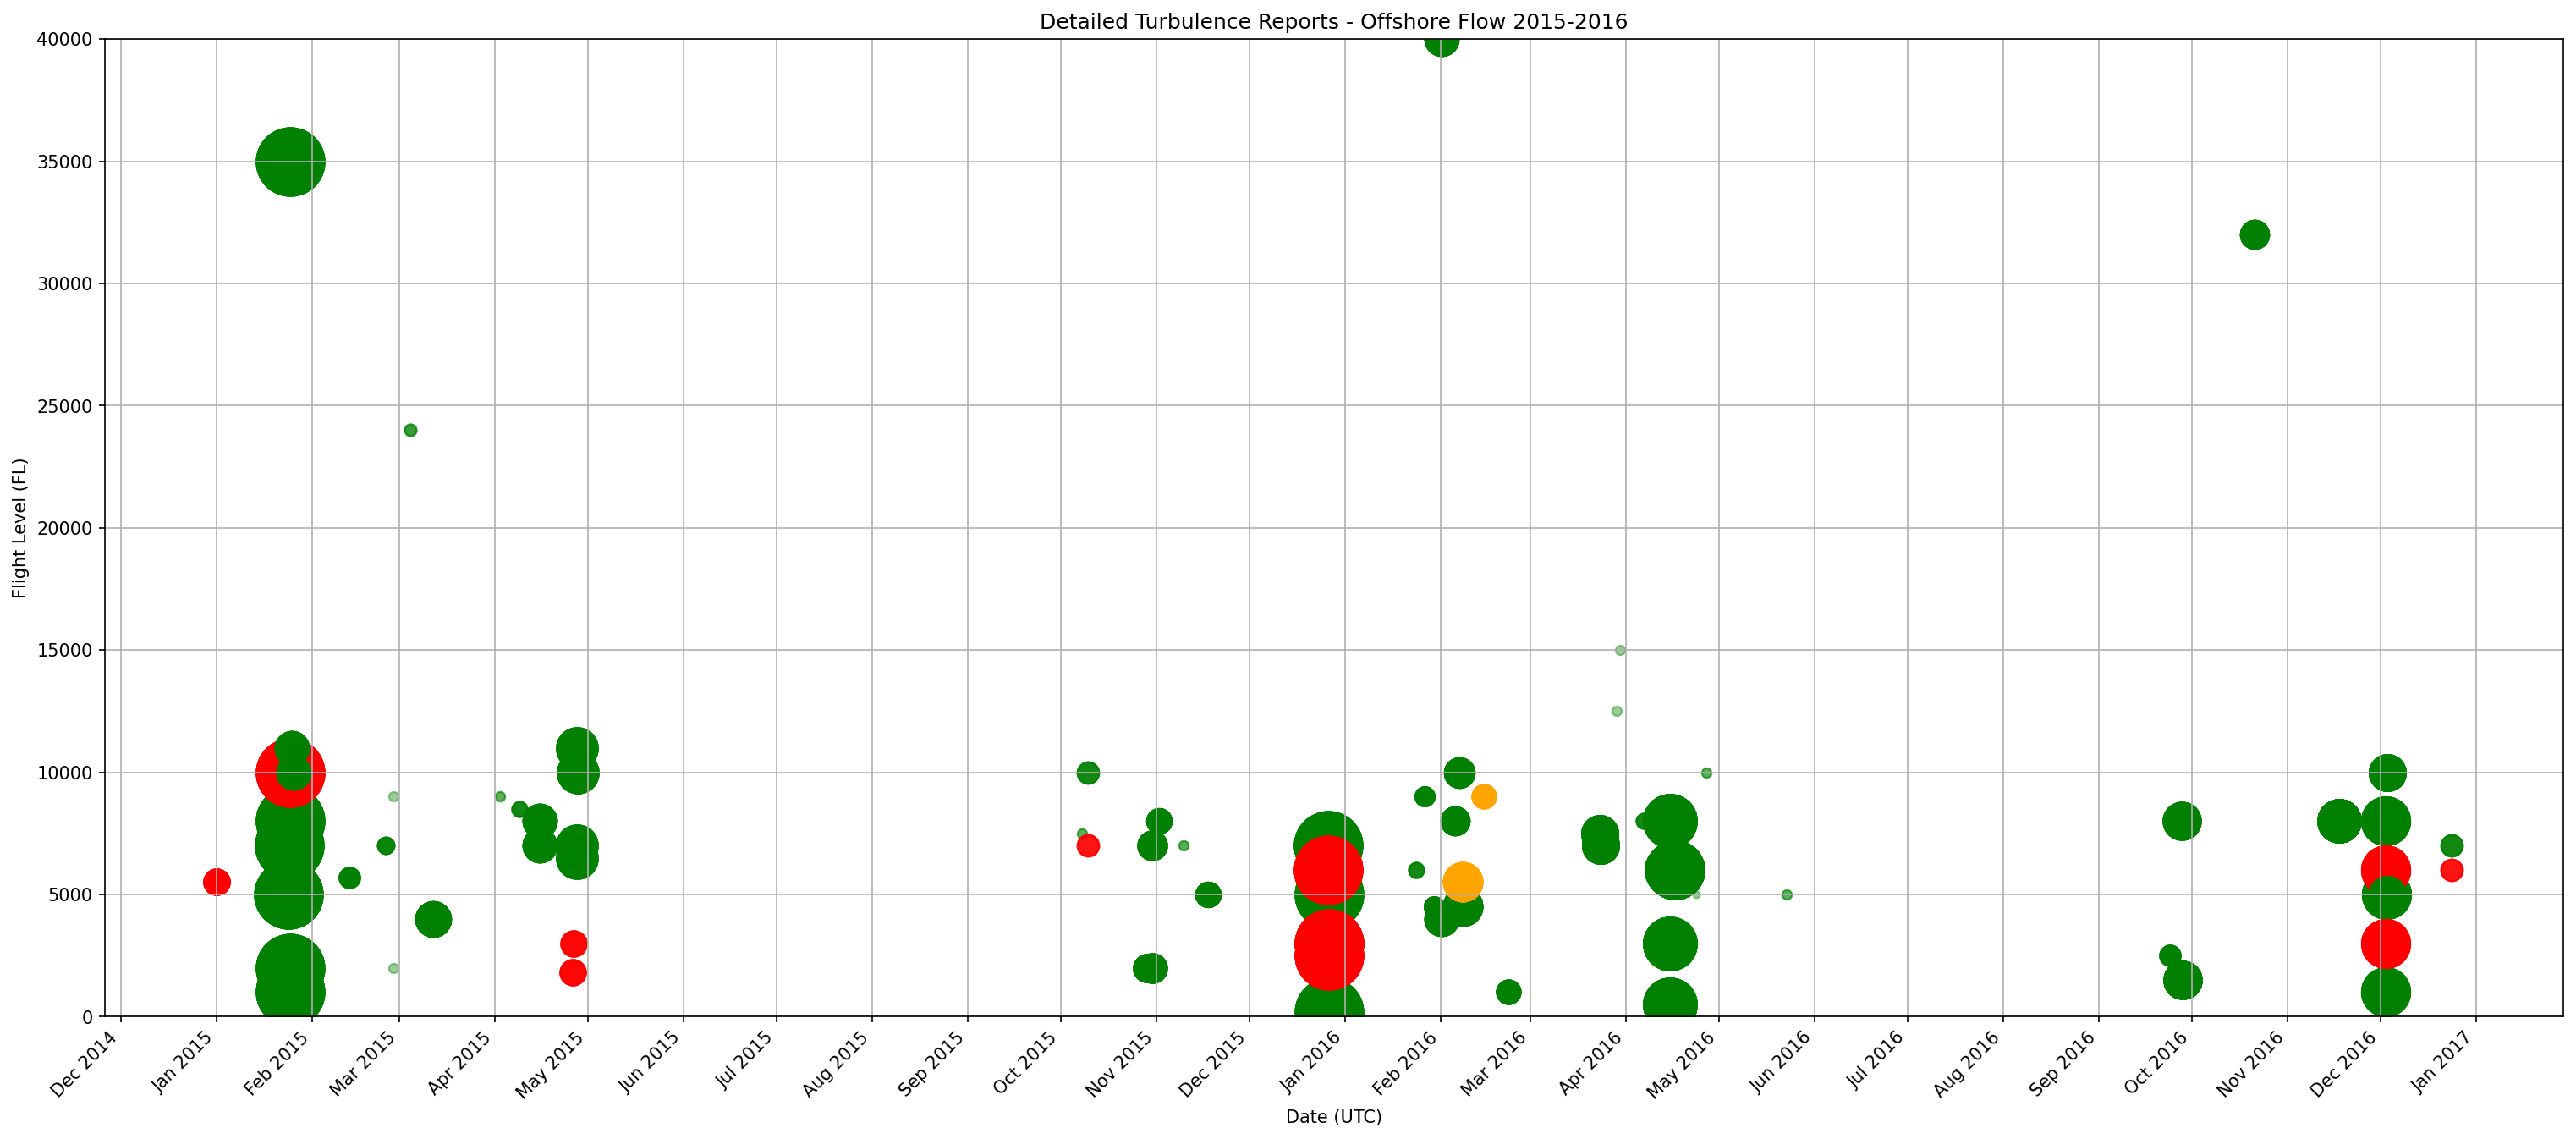 Detailed Turbulence Reports - Offshore Flow 2015-2016
40000
35000
30000
25000
20000
15000
10000
5000
0
Flight Level (FL)
Dec 2014
Jan 2015
Feb 2015
Mar 2015
Apr 2015
May 2015
Jun 2015
Jul 2015
Aug 2015
Sep 2015
Oct 2015
Nov 2015
Dec 2015
Jan 2016
Feb 2016
Mar 2016
Apr 2016
May 2016
Jun 2016
Jul 2016
Aug 2016
Sep 2016
Oct 2016
Nov 2016
Dec 2016
Jan 2017
Date (UTC)